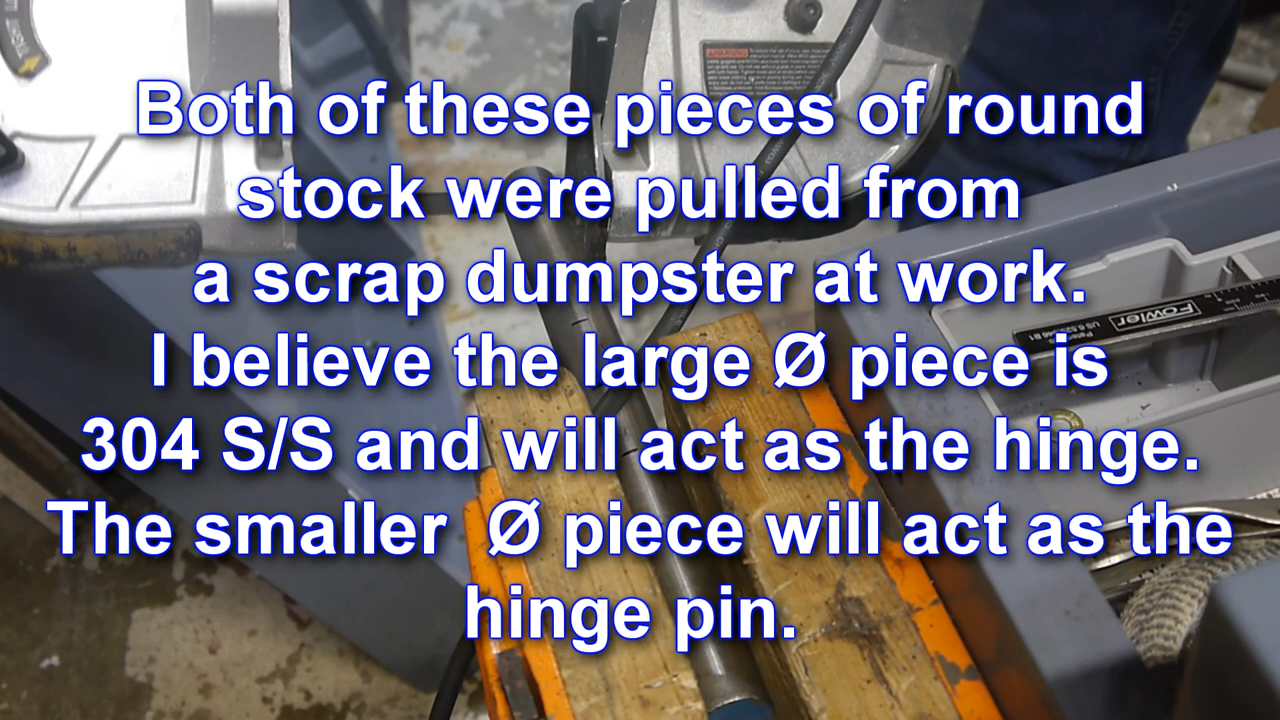 Both of these pieces of round
stock were pulled from
a scrap dumpster at work.
I believe the large Ø piece is
304 S/S and will act as the hinge.
The smaller Ø piece will act as the
hinge pin.
WARNING
Fowler